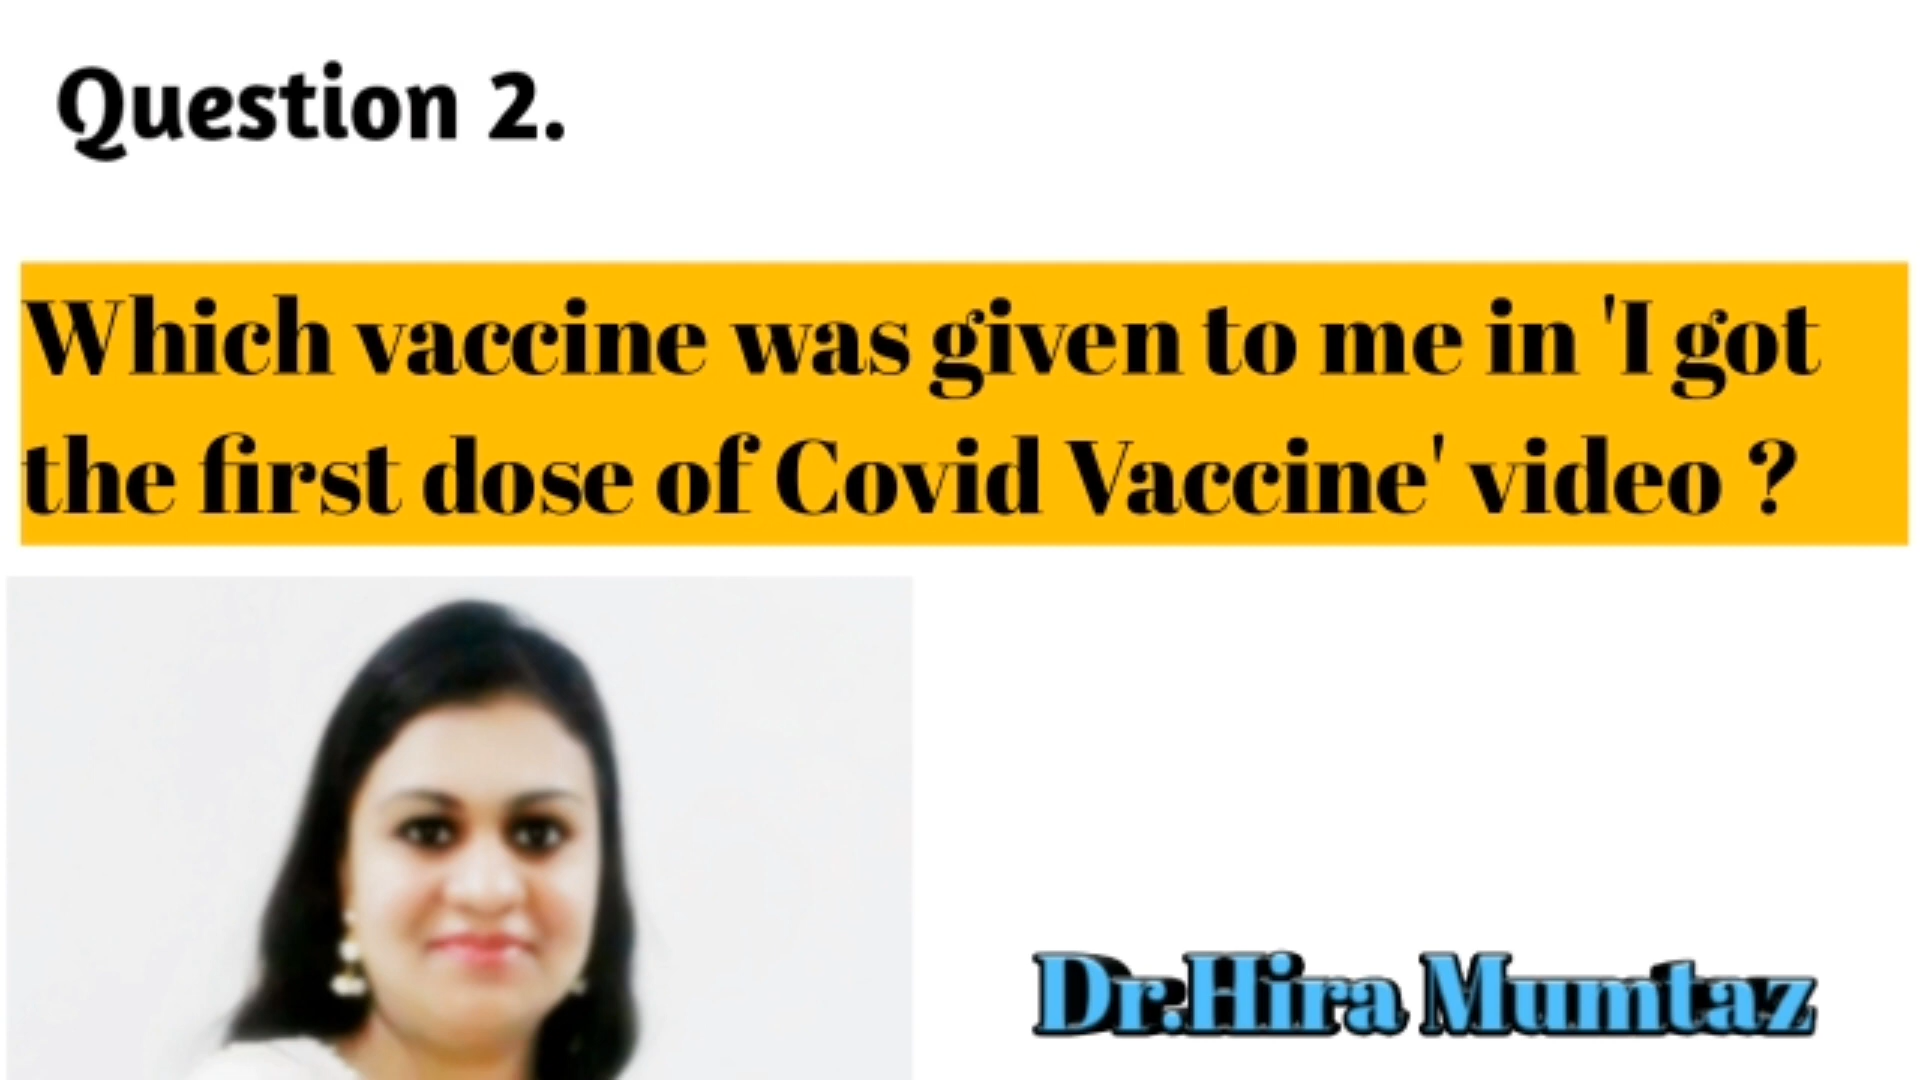 Question 2.
Which vaccine was given to me in 'I got
the first dose of Covid Vaccine' video ?
Dr.Hira Mumtaz